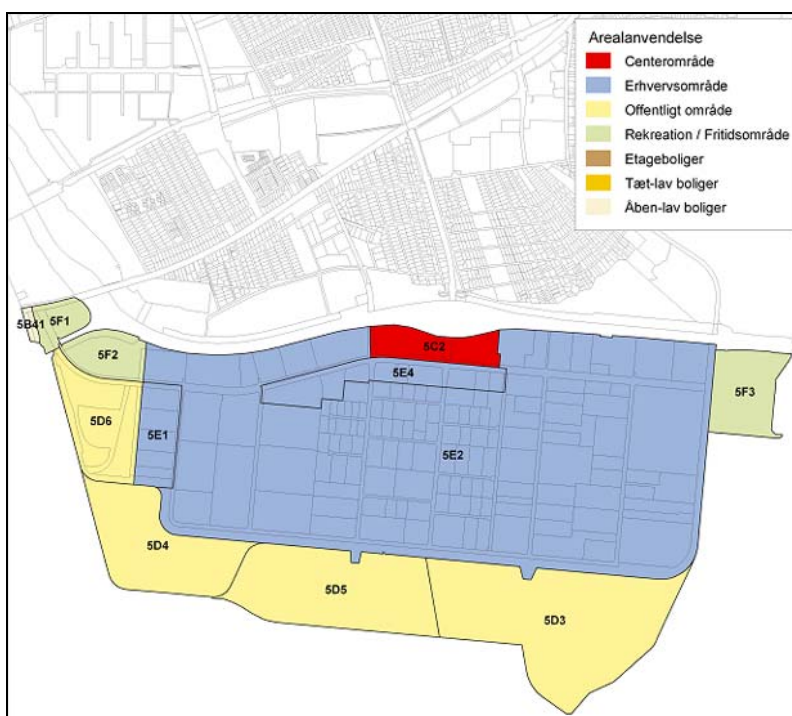 Arealanvendelse
Centerområde
Erhvervsområde
Offentligt område
Rekreation / Fritidsområde
Etageboliger
Tæt-lav boliger
Åben-lav boliger
5B41
5F1
5F2
5C2
5E4
5F3
5D6
5E1
5E2
5D4
5D5
5D3